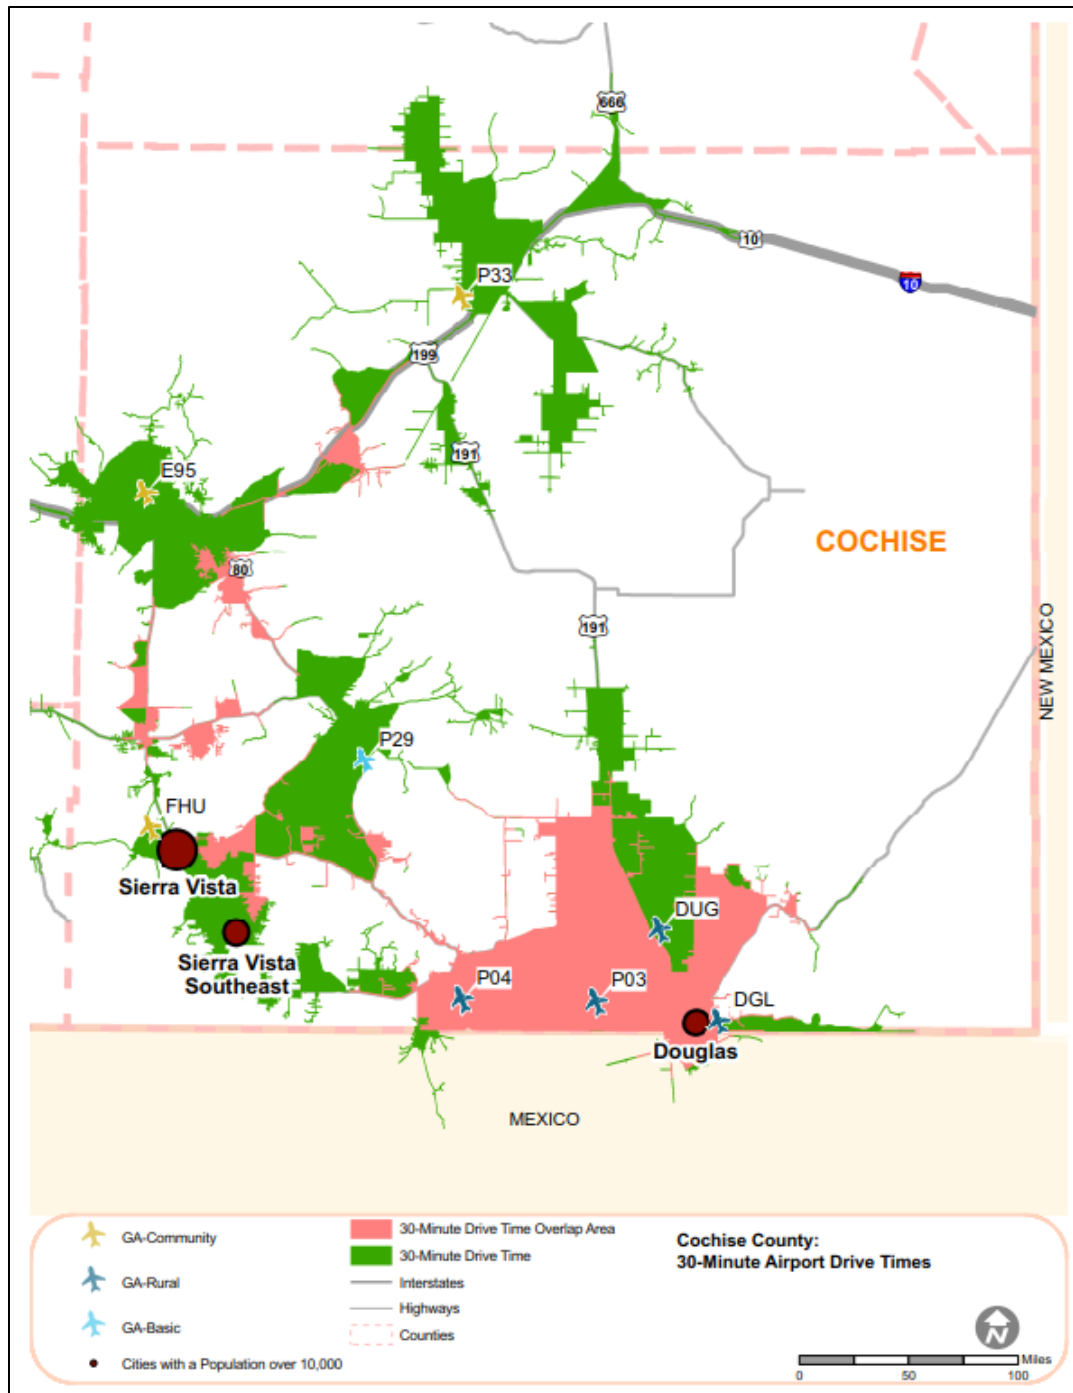 666
10
10
P33
199
191
E95
COCHISE
80
191
NEW MEXICO
P29
FHU
Sierra Vista
DUG
Sierra Vista
Southeast
P04
P03
DGL
Douglas
MEXICO
GA-Community
GA-Rural
GA-Basic
Cities with a Population over 10,000
30-Minute Drive Time Overlap Area
30-Minute Drive Time
Interstates
Highways
Counties
Cochise County:
30-Minute Airport Drive Times
N
Miles
0 50 100